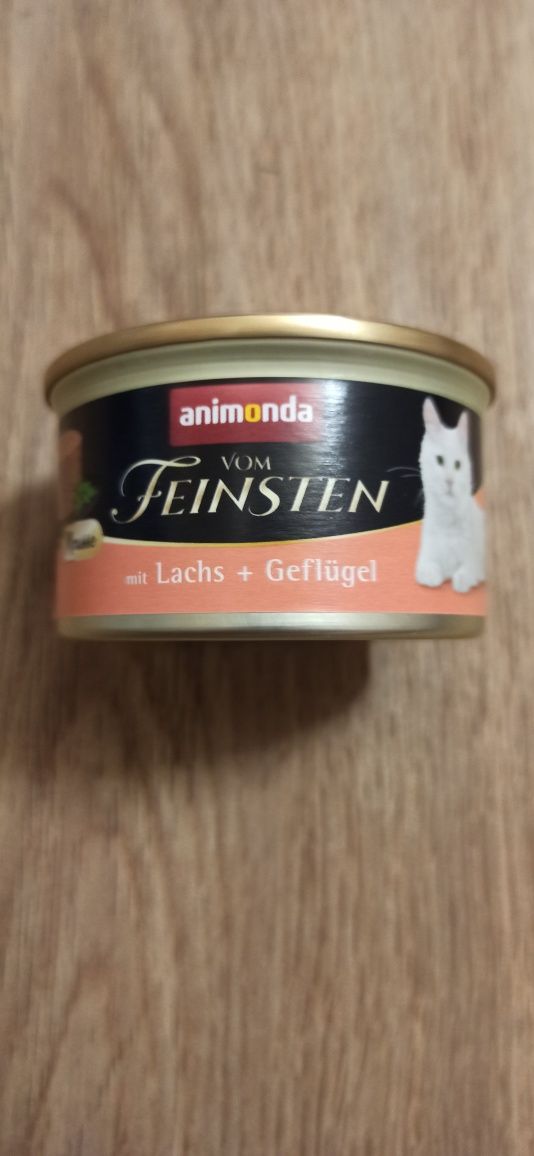 animonda
VOM
FEINSTEN
mit Lachs + Geflügel